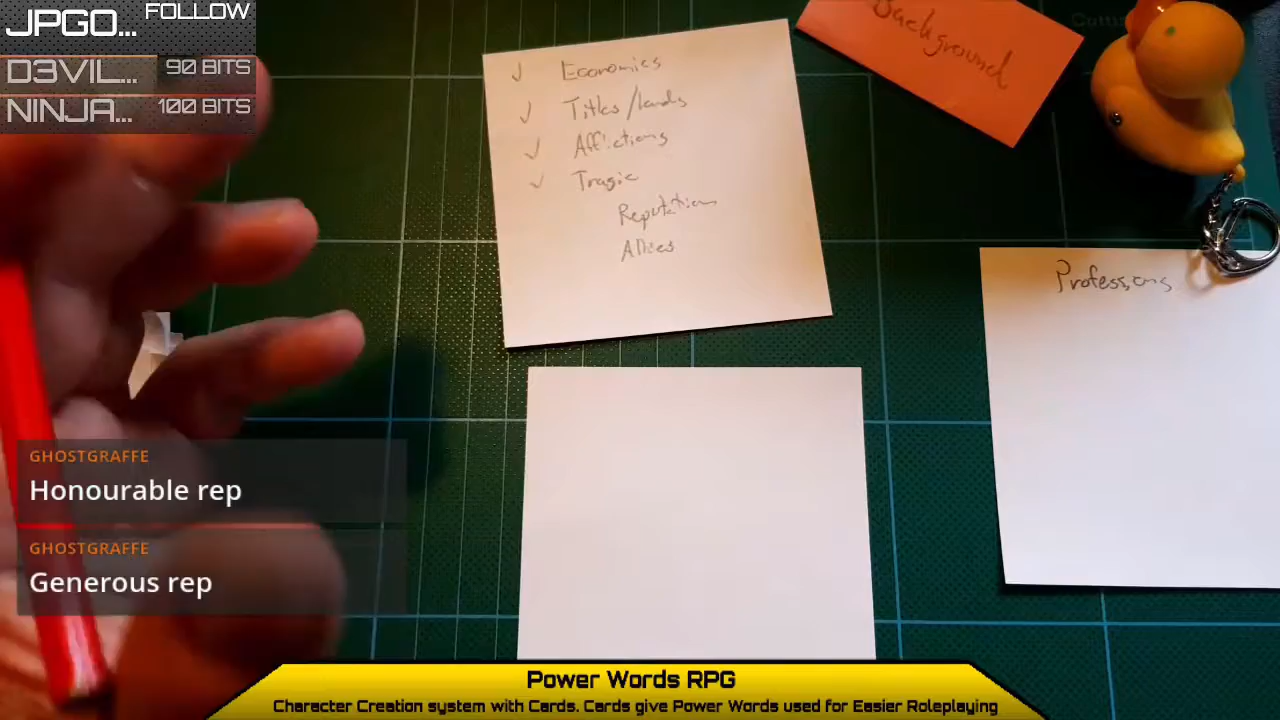 JPGO... FOLLOW
D3VIL... 90 BITS
NINJA... 100 BITS
Background
✓ Economies
✓ Titles/lands
✓ Afflictions
✓ Tragic
Reputation
Allies
Professions
GHOSTGRAFFE
Honourable rep
GHOSTGRAFFE
Generous rep
Power Words RPG
Character Creation system with Cards. Cards give Power Words used for Easier Roleplaying